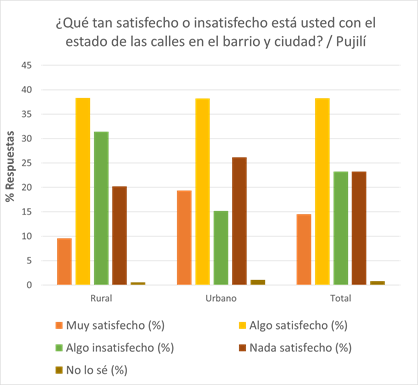 ¿Qué tan satisfecho o insatisfecho está usted con el
estado de las calles en el barrio y ciudad? / Pujilí
% Respuestas
45
40
35
30
25
20
15
10
5
0
Rural Urbano Total
Muy satisfecho (%) Algo satisfecho (%)
Algo insatisfecho (%) Nada satisfecho (%)
No lo sé (%)